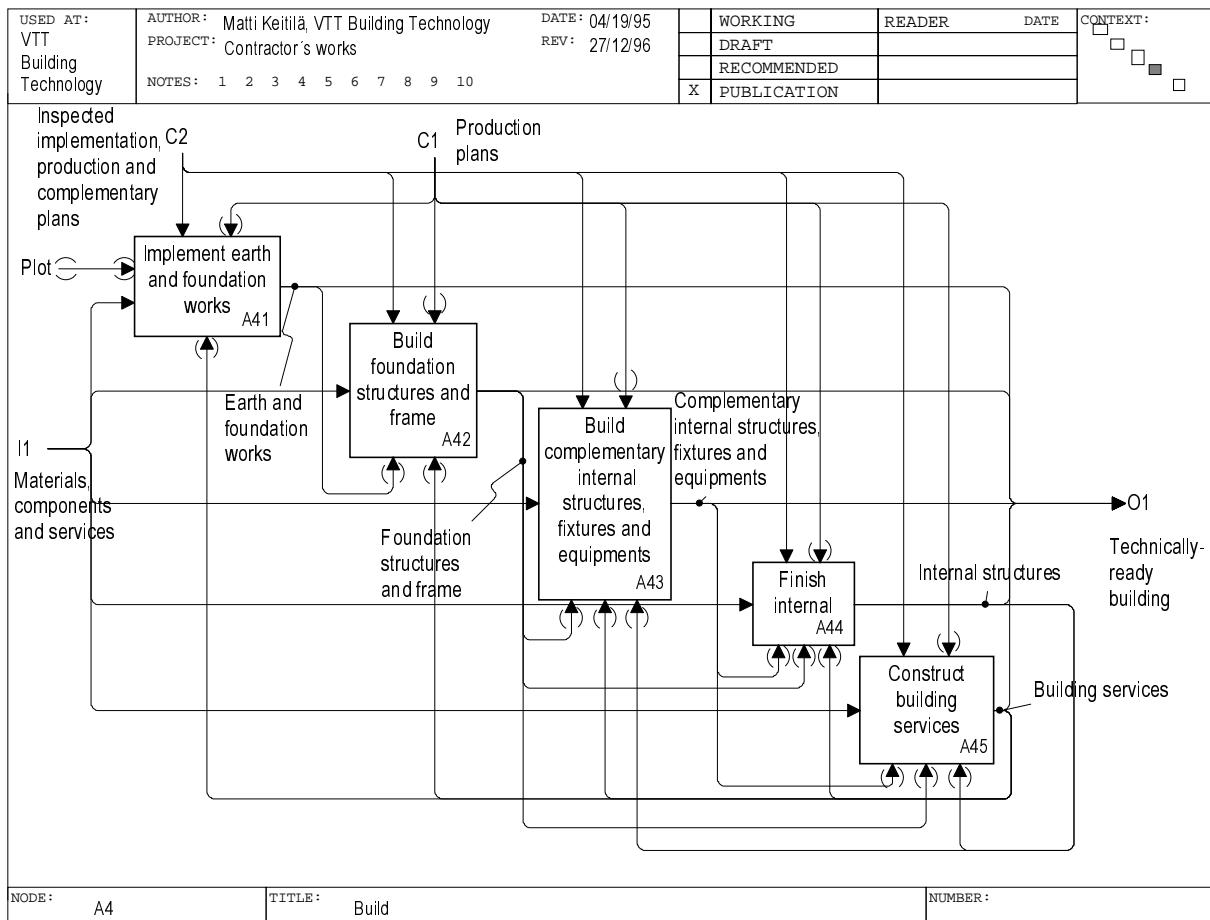 USED AT:
VTT
Building
Technology
AUTHOR: Matti Keitilä, VTT Building Technology
PROJECT: Contractor´s works
DATE: 04/19/95
REV: 27/12/96
NOTES: 1 2 3 4 5 6 7 8 9 10
WORKING
DRAFT
RECOMMENDED
X PUBLICATION
READER DATE
CONTEXT:
Inspected
implementation,
production and
complementary
plans
C2
C1
Production
plans
Plot
Implement earth
and foundation
works
A41
Build
foundation
structures and
frame
A42
Earth and
foundation
works
I1
Materials,
components
and services
Build
complementary
internal
structures,
fixtures and
equipments
A43
Complementary
internal structures,
fixtures and
equipments
Foundation
structures
and frame
O1
Technically-
ready
building
Finish
internal
A44
Internal structures
Construct
building
services
A45
Building services
NODE:
A4
TITLE:
Build
NUMBER: